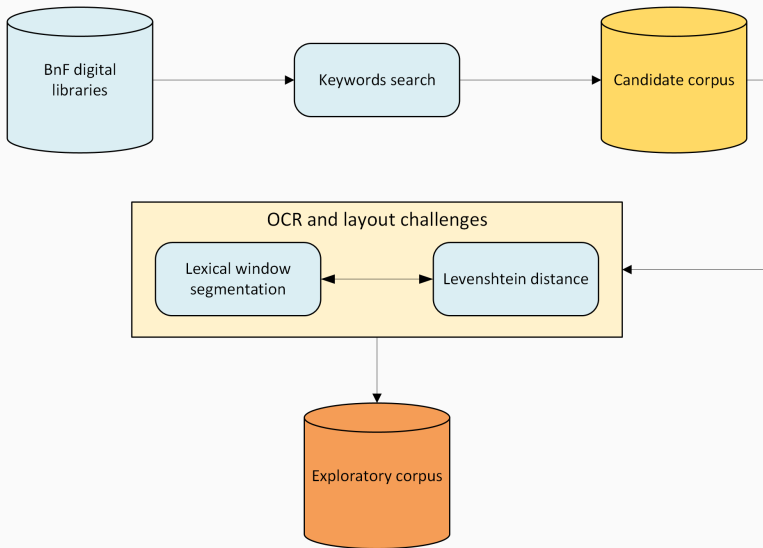 BnF digital
libraries
Keywords search
Candidate corpus
OCR and layout challenges
Lexical window
segmentation
Levenshtein distance
Exploratory corpus